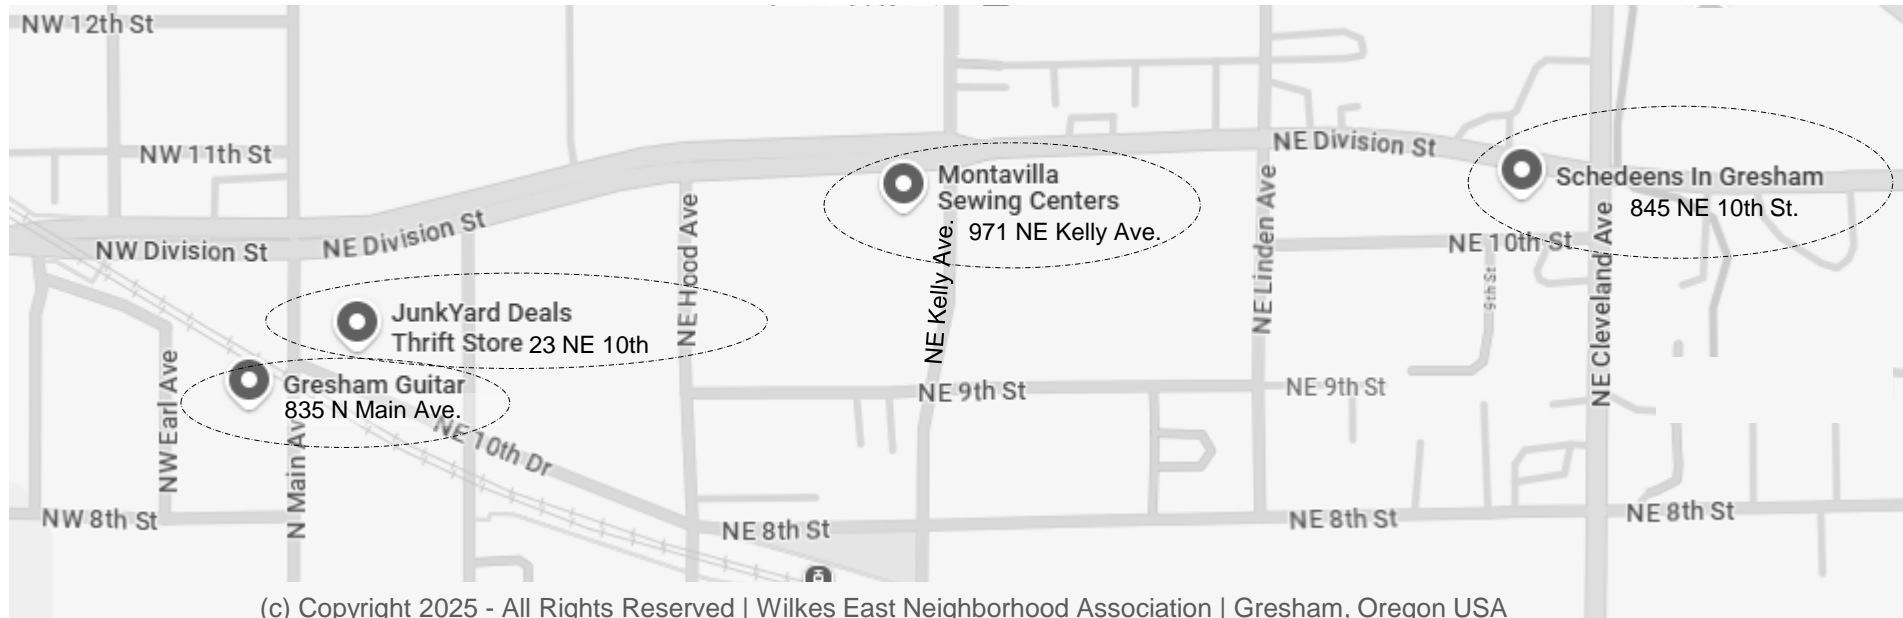 NW 12th St
NW 11th St
NE Division St
Montavilla
Sewing Centers
971 NE Kelly Ave.
Schedeens In Gresham
845 NE 10th St.
NW Division St
NE Division St
NE Hood Ave
NE Kelly Ave.
NE Linden Ave
NE 10th St
9th St
NE Cleveland Ave
JunkYard Deals
Thrift Store 23 NE 10th
Gresham Guitar
835 N Main Ave.
NW Earl Ave
N Main Av
NE 10th Dr
NE 9th St
NE 9th St
NW 8th St
NE 8th St
NE 8th St
NE 8th St
(c) Copyright 2025 - All Rights Reserved | Wilkes East Neighborhood Association | Gresham, Oregon USA